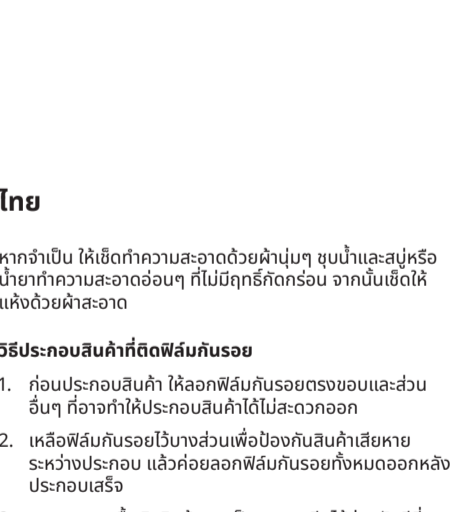 ไทย
หากจำเป็น ให้เช็ดทำความสะอาดด้วยผ้านุ่มๆ ชุบน้ำและสบู่หรือ
น้ำยาทำความสะอาดอ่อนๆ ที่ไม่มีฤทธิ์กัดกร่อน จากนั้นเช็ดให้
แห้งด้วยผ้าสะอาด
วิธีประกอบสินค้าที่ติดฟิล์มกันรอย
1. ก่อนประกอบสินค้า ให้ลอกฟิล์มกันรอยตรงขอบและส่วน
อื่นๆ ที่อาจทำให้ประกอบสินค้าได้ไม่สะดวกออก
2. เหลือฟิล์มกันรอยไว้บางส่วนเพื่อป้องกันสินค้าเสียหาย
ระหว่างประกอบ แล้วค่อยลอกฟิล์มกันรอยทั้งหมดออกหลัง
ประกอบเสร็จ